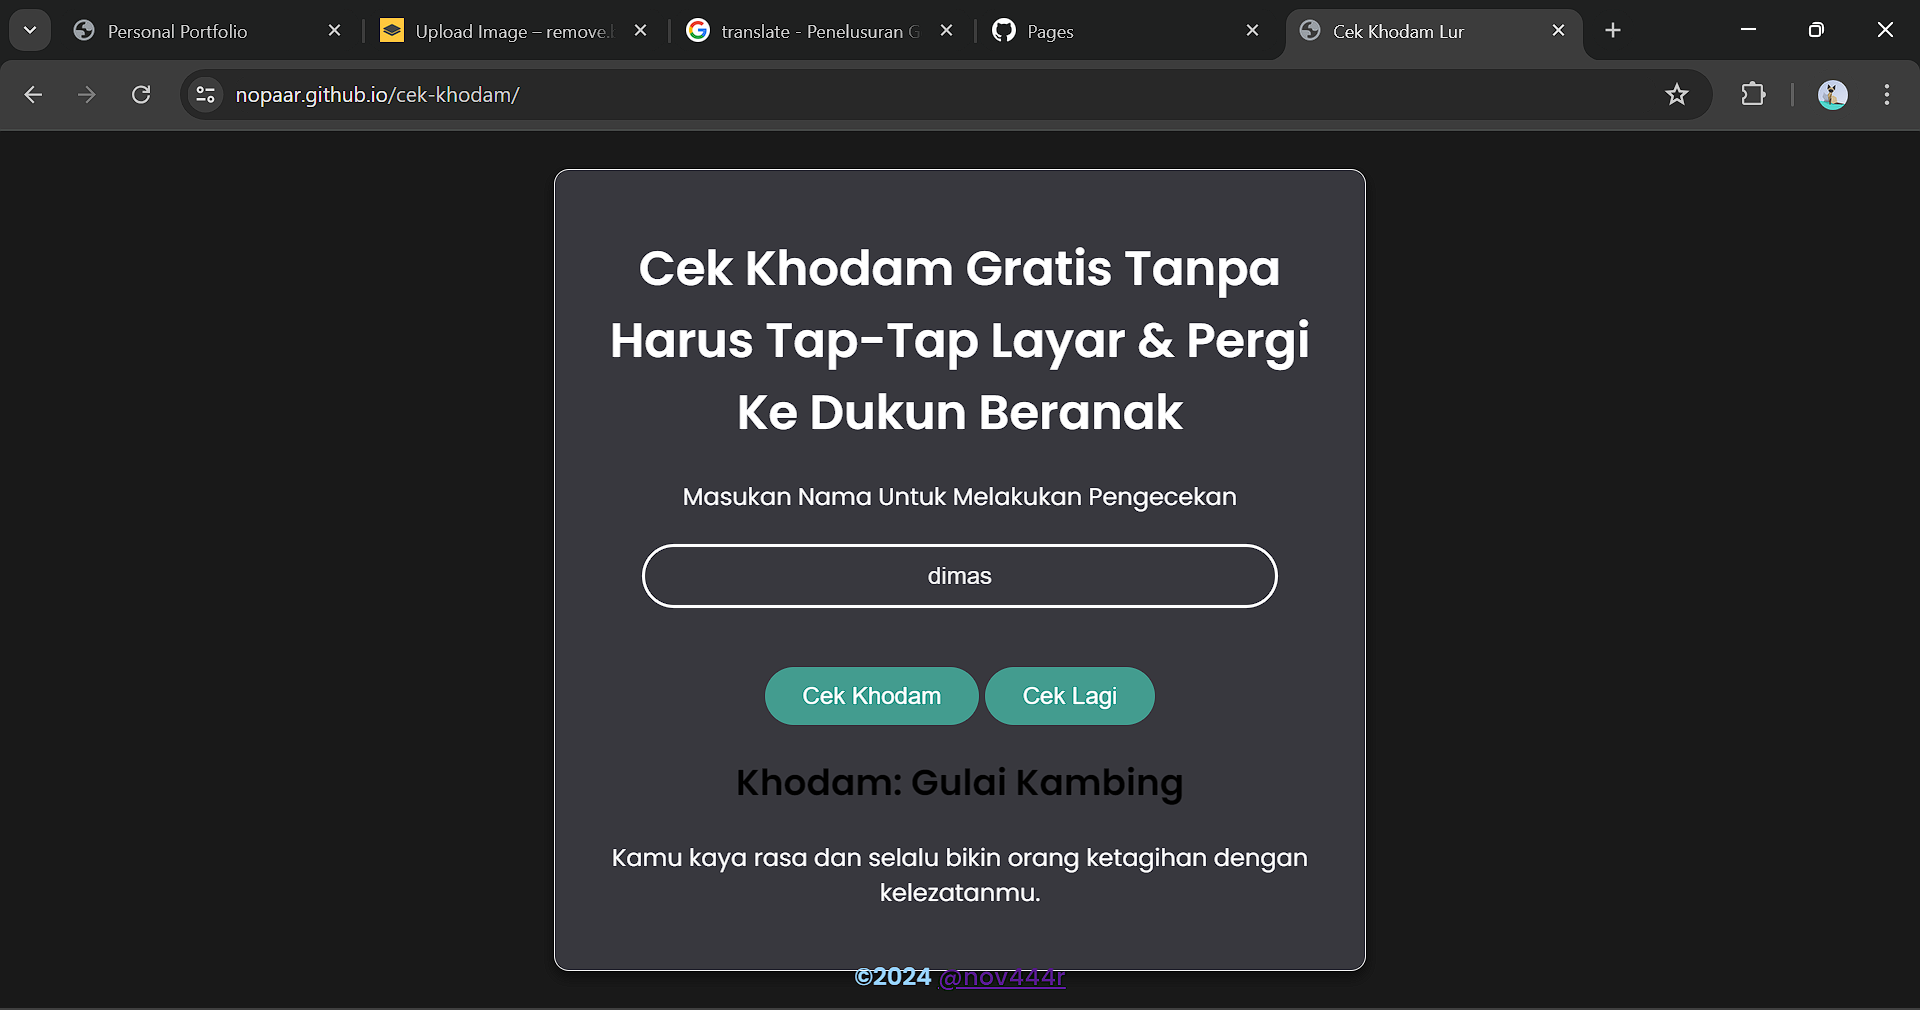 Personal Portfolio
Upload Image – remove.
translate - Penelusuran G
Pages
Cek Khodam Lur
nopaar.github.io/cek-khodam/
Cek Khodam Gratis Tanpa
Harus Tap-Tap Layar & Pergi
Ke Dukun Beranak
Masukan Nama Untuk Melakukan Pengecekan
dimas
Cek Khodam
Cek Lagi
Khodam: Gulai Kambing
Kamu kaya rasa dan selalu bikin orang ketagihan dengan
kelezatanmu.
©2024 @nov444r